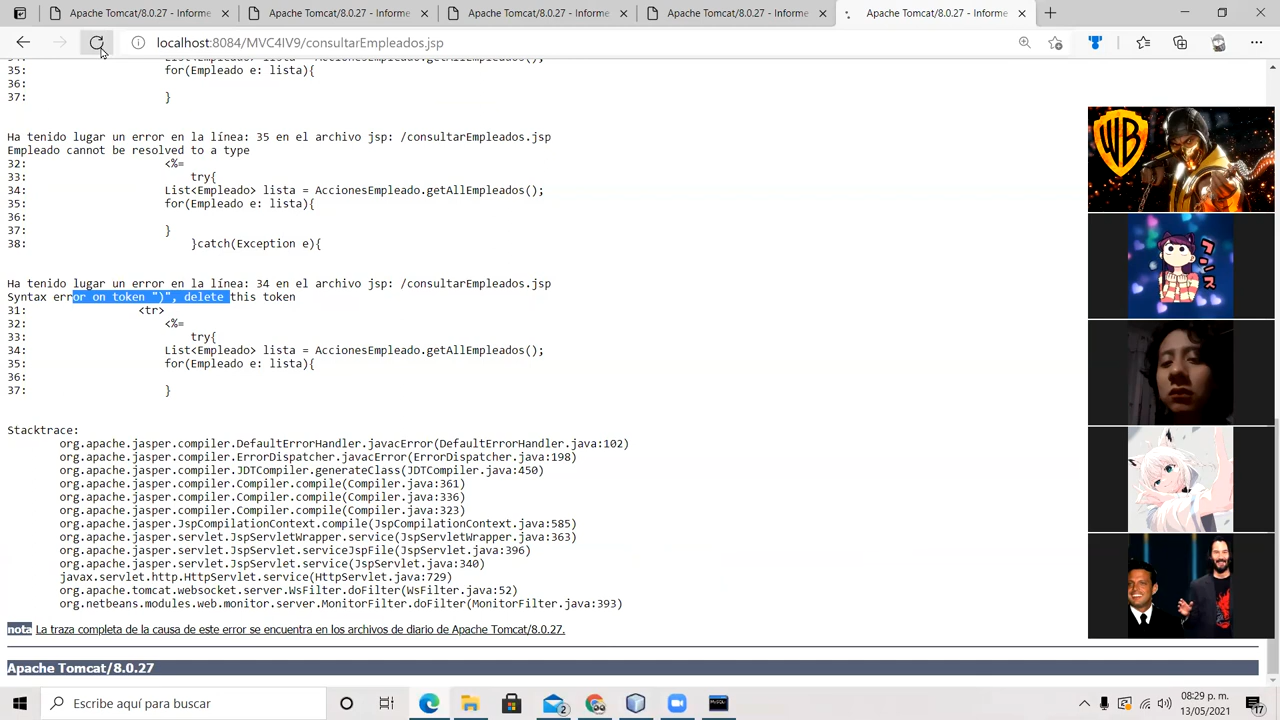 Apache Tomcat/8.0.27 - Informe
Apache Tomcat/8.0.27 - Informe
Apache Tomcat/8.0.27 - Informe
Apache Tomcat/8.0.27 - Informe
Apache Tomcat/8.0.27 - Informe
localhost:8084/MVC4IV9/consultarEmpleados.jsp
34: List<Empleado> lista = AccionesEmpleado.getAllEmpleados();
35: for(Empleado e: lista){
36:
37: }
Ha tenido lugar un error en la línea: 35 en el archivo jsp: /consultarEmpleados.jsp
Empleado cannot be resolved to a type
32: <%=
33: try{
34: List<Empleado> lista = AccionesEmpleado.getAllEmpleados();
35: for(Empleado e: lista){
36:
37: }
38: }catch(Exception e){
Ha tenido lugar un error en la línea: 34 en el archivo jsp: /consultarEmpleados.jsp
Syntax error on token ")", delete this token
31: <tr>
32: <%=
33: try{
34: List<Empleado> lista = AccionesEmpleado.getAllEmpleados();
35: for(Empleado e: lista){
36:
37: }
Stacktrace:
org.apache.jasper.compiler.DefaultErrorHandler.javacError(DefaultErrorHandler.java:102)
org.apache.jasper.compiler.ErrorDispatcher.javacError(ErrorDispatcher.java:198)
org.apache.jasper.compiler.JDTCompiler.generateClass(JDTCompiler.java:450)
org.apache.jasper.compiler.Compiler.compile(Compiler.java:361)
org.apache.jasper.compiler.Compiler.compile(Compiler.java:336)
org.apache.jasper.compiler.Compiler.compile(Compiler.java:323)
org.apache.jasper.JspCompilationContext.compile(JspCompilationContext.java:585)
org.apache.jasper.servlet.JspServletWrapper.service(JspServletWrapper.java:363)
org.apache.jasper.servlet.JspServlet.serviceJspFile(JspServlet.java:396)
org.apache.jasper.servlet.JspServlet.service(JspServlet.java:340)
javax.servlet.http.HttpServlet.service(HttpServlet.java:729)
org.apache.tomcat.websocket.server.WsFilter.doFilter(WsFilter.java:52)
org.netbeans.modules.web.monitor.server.MonitorFilter.doFilter(MonitorFilter.java:393)
nota La traza completa de la causa de este error se encuentra en los archivos de diario de Apache Tomcat/8.0.27.
Apache Tomcat/8.0.27
WB
Escribe aquí para buscar
2
08:29 p. m.
13/05/2021
17